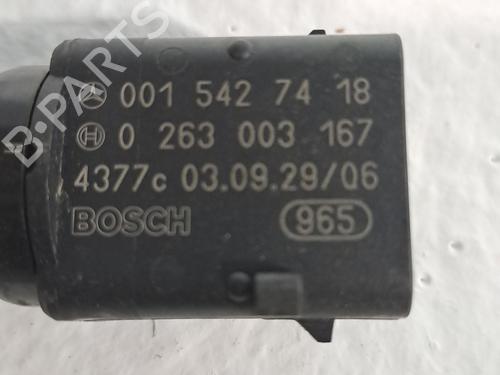 001 542 74 18
0 263 003 167
4377c 03.09.29/06
BOSCH 965
B-PARTS